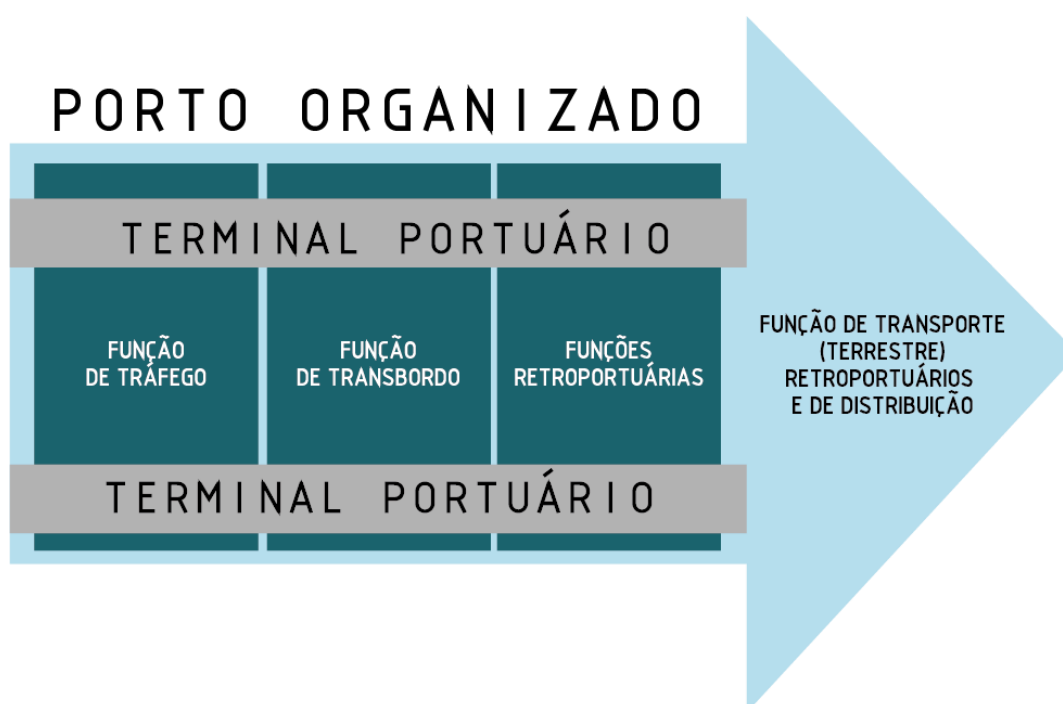 PORTO ORGANIZADO
TERMINAL PORTUÁRIO
FUNÇÃO
DE TRÁFEGO
FUNÇÃO
DE TRANSBORDO
FUNÇÕES
RETROPORTUÁRIAS
FUNÇÃO DE TRANSPORTE
(TERRESTRE)
RETROPORTUÁRIOS
E DE DISTRIBUIÇÃO
TERMINAL PORTUÁRIO